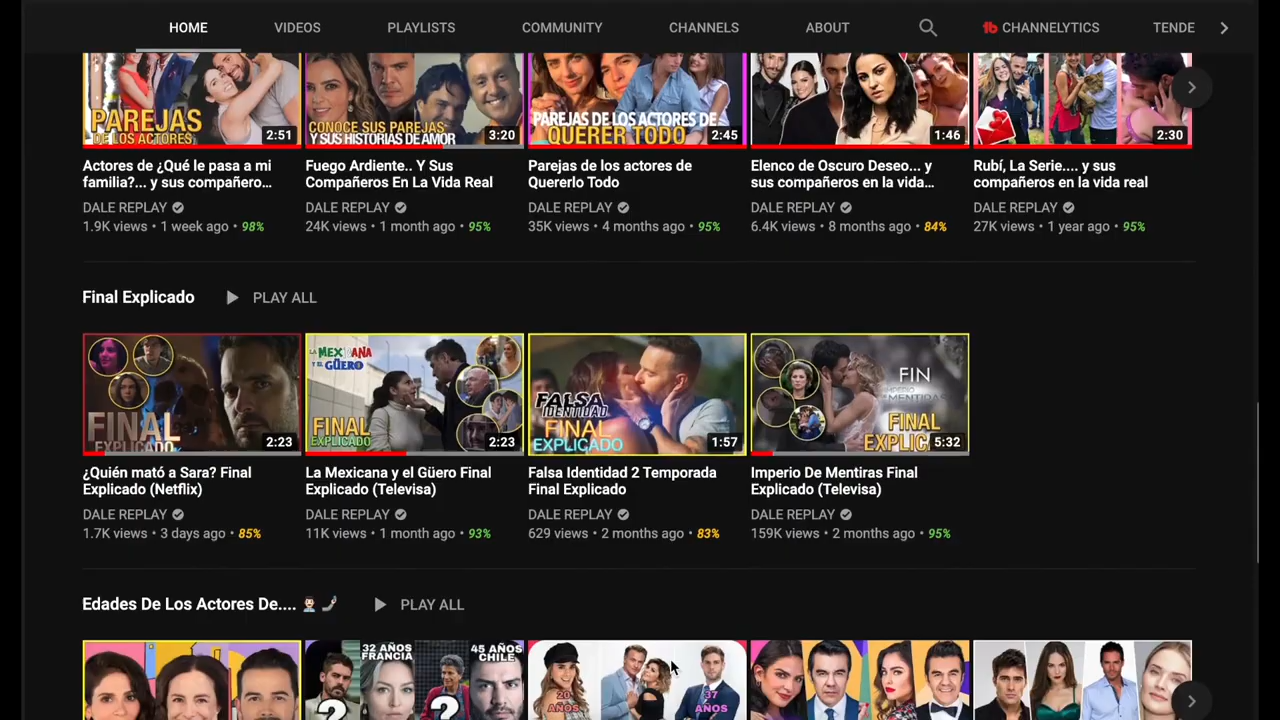 HOME VIDEOS PLAYLISTS COMMUNITY CHANNELS ABOUT CHANNELYTICS TENDE
PAREJAS
DE LOS ACTORES
2:51
CONOCE SUS PAREJAS
Y SUS HISTORIAS DE AMOR
3:20
PAREJAS DE LOS ACTORES DE
QUERER TODO
2:45
1:46
2:30
Actores de ¿Qué le pasa a mi
familia?... y sus compañero...
DALE REPLAY
1.9K views • 1 week ago • 98%
Fuego Ardiente.. Y Sus
Compañeros En La Vida Real
DALE REPLAY
24K views • 1 month ago • 95%
Parejas de los actores de
Quererlo Todo
DALE REPLAY
35K views • 4 months ago • 95%
Elenco de Oscuro Deseo... y
sus compañeros en la vida...
DALE REPLAY
6.4K views • 8 months ago • 84%
Rubí, La Serie.... y sus
compañeros en la vida real
DALE REPLAY
27K views • 1 year ago • 95%
Final Explicado PLAY ALL
FINAL
EXPLICADO
2:23
LA MEXICANA
Y EL GÜERO
FINAL
EXPLICADO
2:23
FALSA
IDENTIDAD
FINAL
EXPLICADO
1:57
FIN
IMPERIO DE
MENTIRAS
FINAL
EXPLIC
5:32
¿Quién mató a Sara? Final
Explicado (Netflix)
DALE REPLAY
1.7K views • 3 days ago • 85%
La Mexicana y el Güero Final
Explicado (Televisa)
DALE REPLAY
11K views • 1 month ago • 93%
Falsa Identidad 2 Temporada
Final Explicado
DALE REPLAY
629 views • 2 months ago • 83%
Imperio De Mentiras Final
Explicado (Televisa)
DALE REPLAY
159K views • 2 months ago • 95%
Edades De Los Actores De.... PLAY ALL
32 AÑOS
FRANCIA
45 AÑOS
CHILE
?
?
20
AÑOS
37
AÑOS